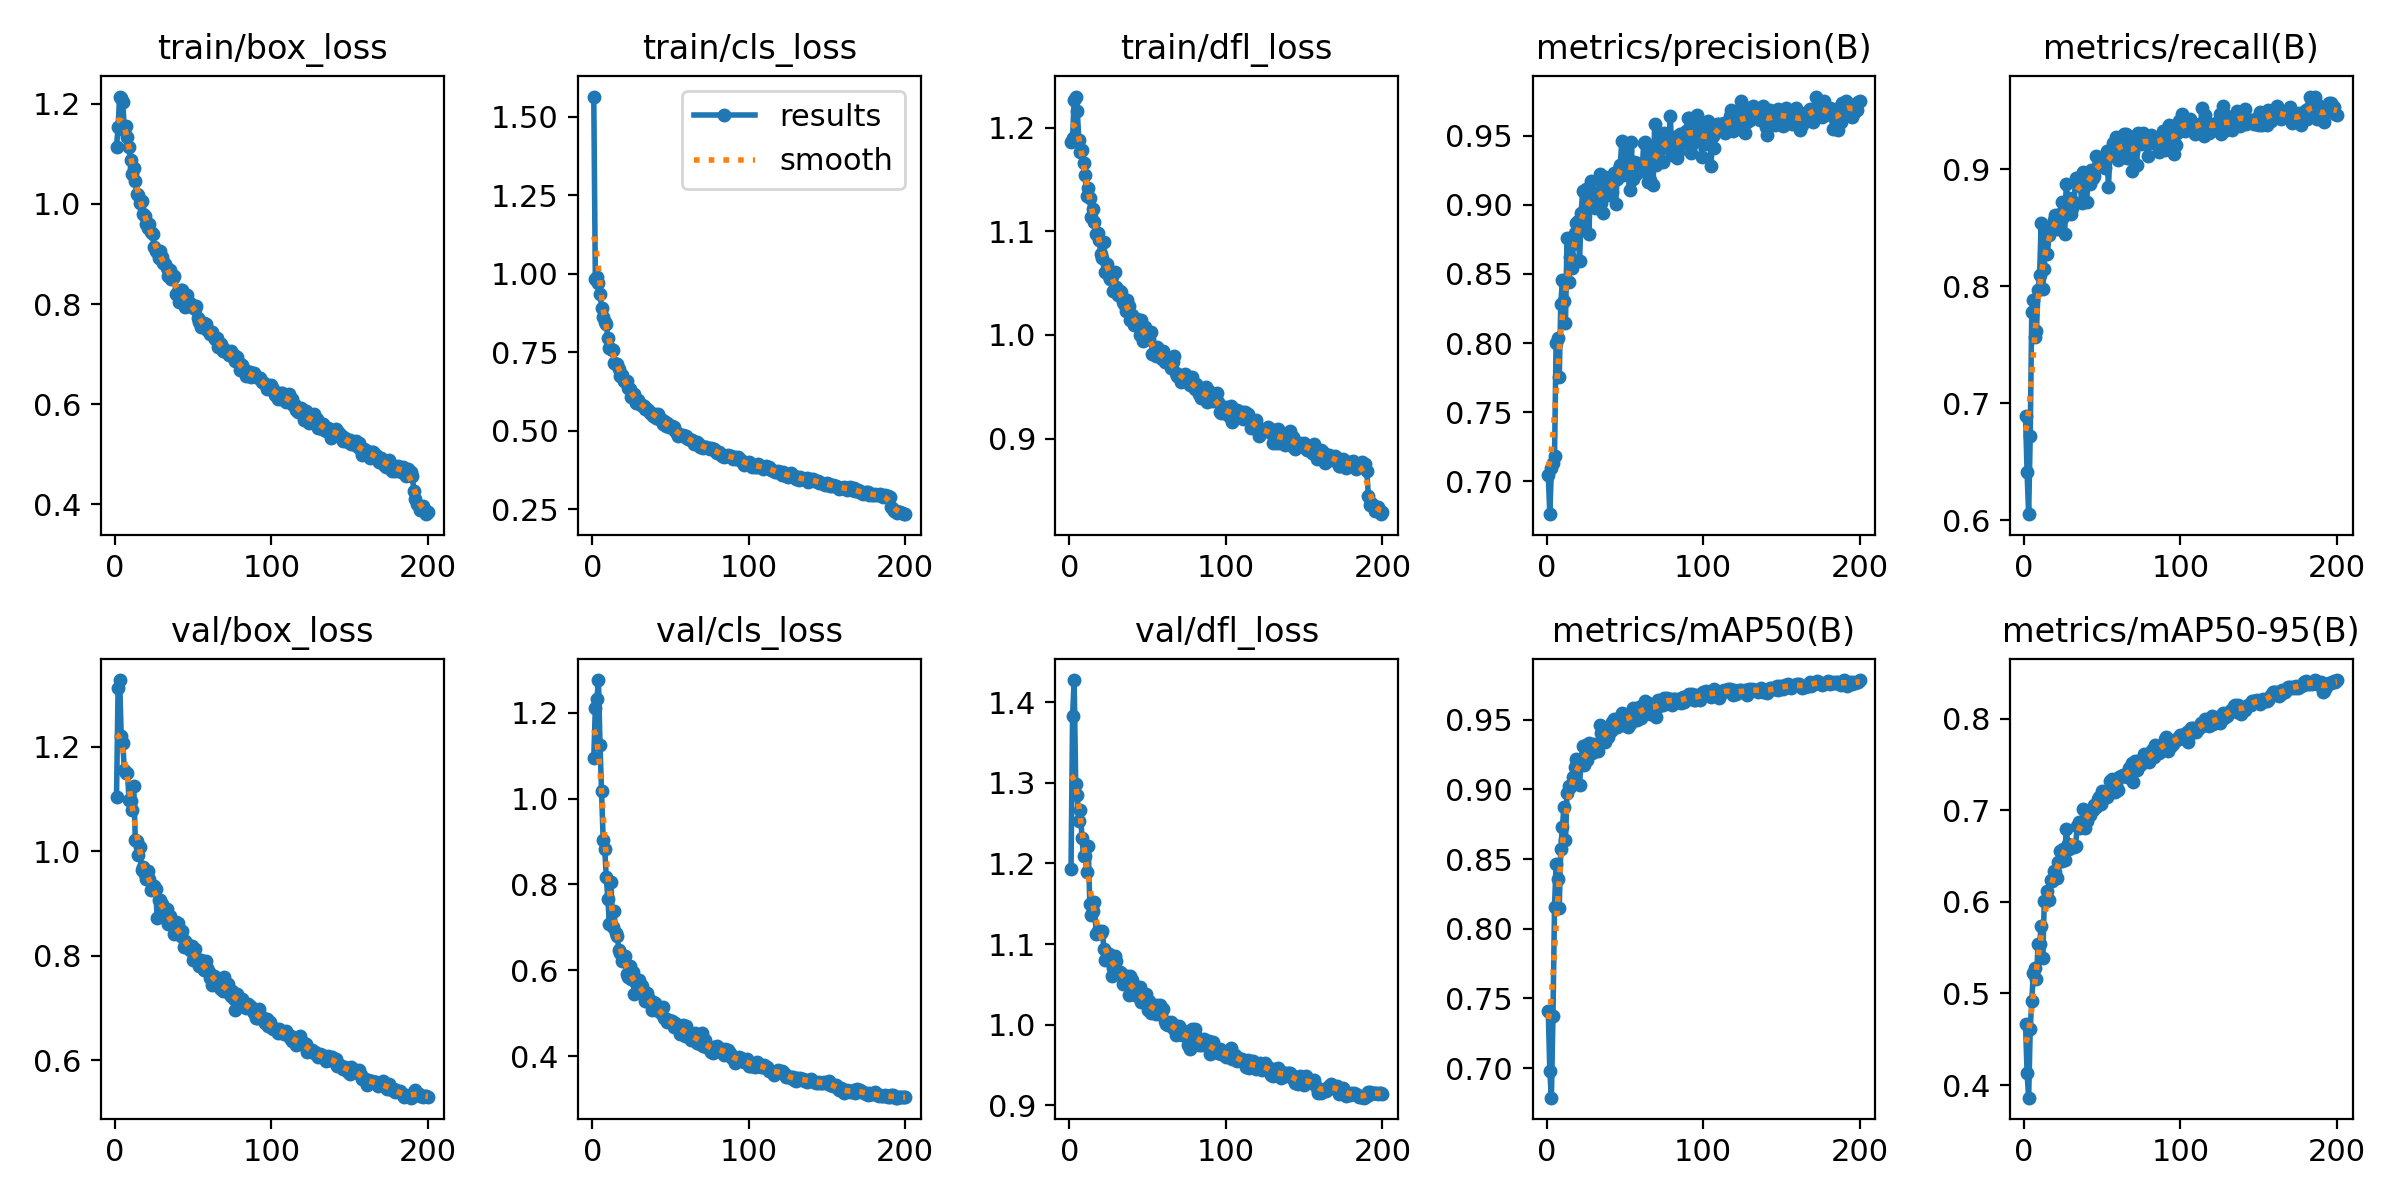 train/box_loss
1.2
1.0
0.8
0.6
0.4
0 100 200
train/cls_loss
results
smooth
1.50
1.25
1.00
0.75
0.50
0.25
0 100 200
train/dfl_loss
1.2
1.1
1.0
0.9
0 100 200
metrics/precision(B)
0.95
0.90
0.85
0.80
0.75
0.70
0 100 200
metrics/recall(B)
0.9
0.8
0.7
0.6
0 100 200
val/box_loss
1.2
1.0
0.8
0.6
0 100 200
val/cls_loss
1.2
1.0
0.8
0.6
0.4
0 100 200
val/dfl_loss
1.4
1.3
1.2
1.1
1.0
0.9
0 100 200
metrics/mAP50(B)
0.95
0.90
0.85
0.80
0.75
0.70
0 100 200
metrics/mAP50-95(B)
0.8
0.7
0.6
0.5
0.4
0 100 200